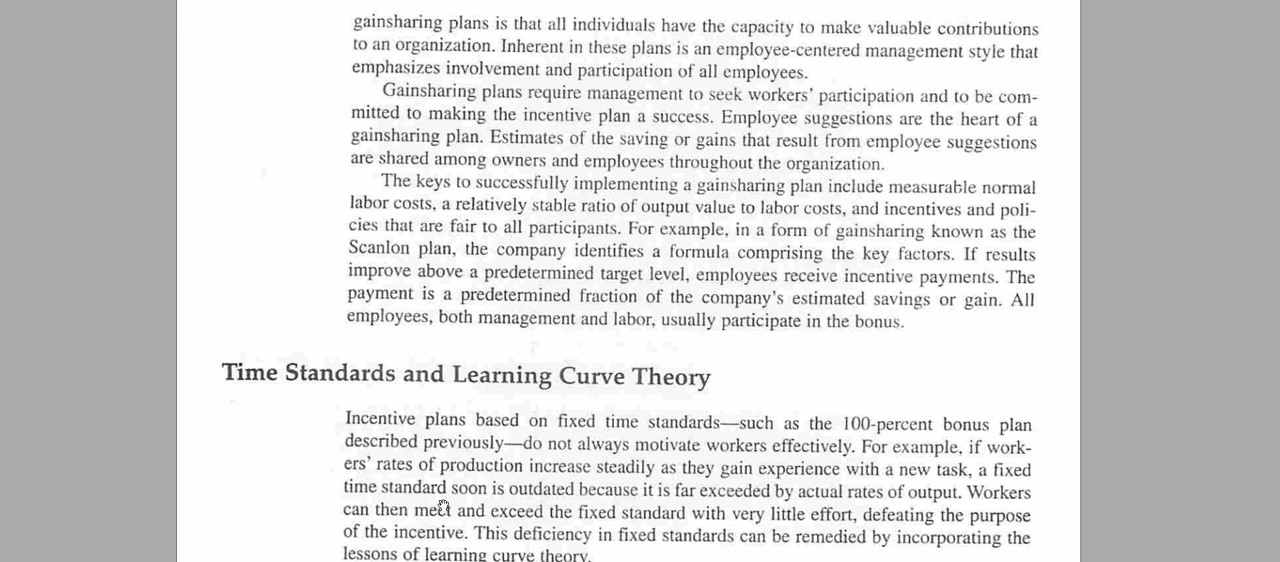 gainsharing plans is that all individuals have the capacity to make valuable contributions
to an organization. Inherent in these plans is an employee-centered management style that
emphasizes involvement and participation of all employees.
Gainsharing plans require management to seek workers' participation and to be com-
mitted to making the incentive plan a success. Employee suggestions are the heart of a
gainsharing plan. Estimates of the saving or gains that result from employee suggestions
are shared among owners and employees throughout the organization.
The keys to successfully implementing a gainsharing plan include measurable normal
labor costs, a relatively stable ratio of output value to labor costs, and incentives and poli-
cies that are fair to all participants. For example, in a form of gainsharing known as the
Scanlon plan, the company identifies a formula comprising the key factors. If results
improve above a predetermined target level, employees receive incentive payments. The
payment is a predetermined fraction of the company's estimated savings or gain. All
employees, both management and labor, usually participate in the bonus.
Time Standards and Learning Curve Theory
Incentive plans based on fixed time standards—such as the 100-percent bonus plan
described previously—do not always motivate workers effectively. For example, if work-
ers' rates of production increase steadily as they gain experience with a new task, a fixed
time standard soon is outdated because it is far exceeded by actual rates of output. Workers
can then meet and exceed the fixed standard with very little effort, defeating the purpose
of the incentive. This deficiency in fixed standards can be remedied by incorporating the
lessons of learning curve theory.